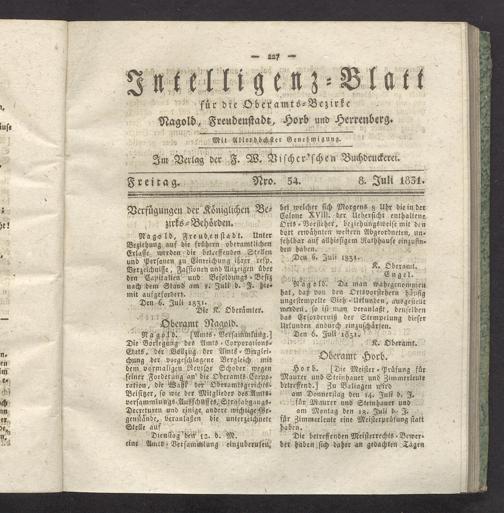 — 227 —
Intelligenz-Blatt
für die Oberamts-Bezirke
Nagold, Freudenstadt, Horb und Herrenberg.
Mit Allerhöchster Genehmigung.
Im Verlag der F. W. Vischer'schen Buchdruckerei.
Freitag. Nro. 54. 8. Juli 1831.
Verfügungen der Königlichen Be-
zirks-Behörden.
Nagold, Freudenstadt. Unter
Beziehung auf die frühern oberamtlichen
Erlasse, werden die betreffenden Stellen
und Personen zu Einreichung ihrer resp.
Verzeichnisse, Fassionen und Anzeigen über
den Capitalien und Besoldungs-Besitz
nach dem Stand am 1. Juli d. J. hie-
mit aufgefordert.
Den 6. Juli 1831.
Die K. Oberämter.
Oberamt Nagold.
Nagold. [Amts-Versammlung.]
Die Vorlegung des Amts-Corporations-
Etats, der Vollzug der Amts-Verglei-
chung, der vorgeschlagene Vergleich mit
dem vormaligen Revisor Schoder wegen
seiner Forderung an die Oberamts-Corpo-
ration, die Wahl der Oberamtsgerichts-
Beisitzer, so wie der Mitglieder des Amts-
versammlungs-Ausschusses, Straßenbau-
Decreturen und einige andere wichtige Ge-
genstände, veranlassen die unterzeichnete
Stelle auf
Dienstag den 12. d. M.
eine Amts-Versammlung einzuberufen,
bei welcher sich Morgens 8 Uhr die in der
Colone XVIII. der Uebersicht enthaltene
Orts-Vorsteher, beziehungsweise mit den
dort erwähnten weitern Abgeordneten, un-
fehlbar auf allhiesigem Rathhause einzufin-
den haben.
Den 6. Juli 1831.
K. Oberamt.
Engel.
Nagold. Da man wahrgenommen
hat, daß von den Ortsvorstehern häufig
ungestempelte Vieh-Urkunden, ausgestellt
werden, so ist man veranlaßt, denselben
das Erforderniß der Stempelung dieser
Urkunden andurch einzuschärfen.
Den 6. Juli 1831.
K. Oberamt.
Oberamt Horb.
Horb. [Die Meister-Prüfung für
Maurer und Steinhauer und Zimmerleute
betreffend.] Zu Balingen wird
am Donnerstag den 14. Juli d. J.
für Maurer und Steinhauer und
am Montag den 18. Juli d. J.
für Zimmerleute eine Meisterprüfung statt
haben.
Die betreffenden Meisterrechts-Bewer-
ber haben sich daher an gedachten Tagen